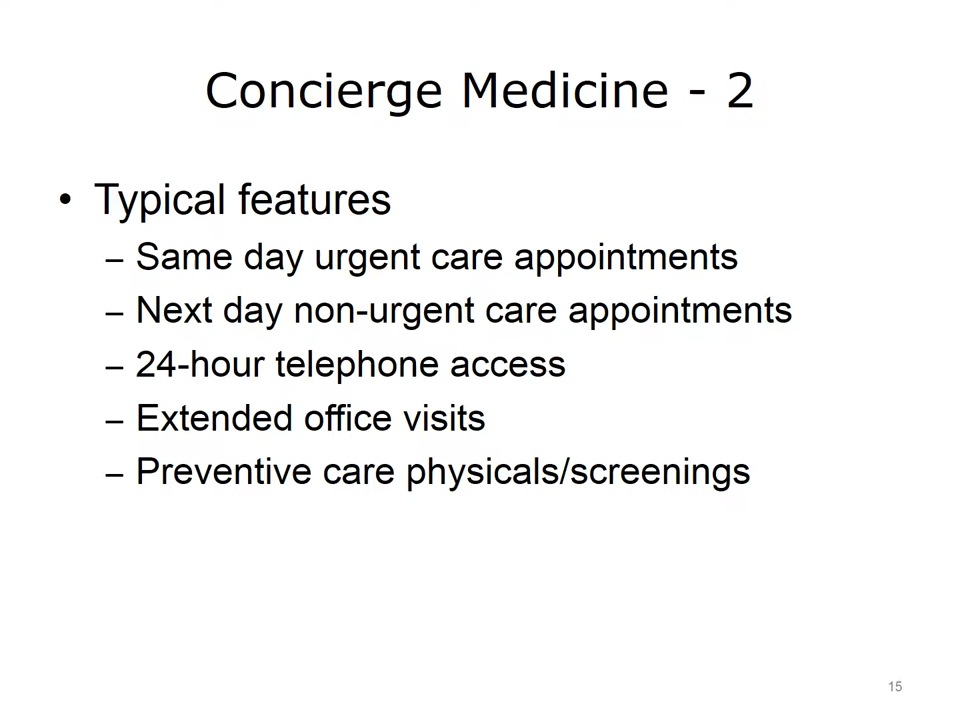 Concierge Medicine - 2
• Typical features
– Same day urgent care appointments
– Next day non-urgent care appointments
– 24-hour telephone access
– Extended office visits
– Preventive care physicals/screenings
15